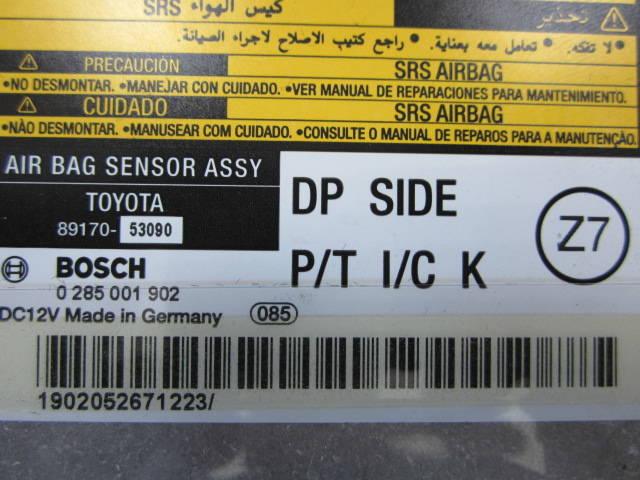 كيس الهواء SRS
تحذير
• لا تفكه. • تعامل معه بعناية. • راجع كتيب الاصلاح لاجراء الصيانة.
PRECAUCIÓN SRS AIRBAG
•NO DESMONTAR. •MANEJAR CON CUIDADO. •VER MANUAL DE REPARACIONES PARA MANTENIMIENTO.
CUIDADO SRS AIRBAG
•NÃO DESMONTAR. •MANUSEAR COM CUIDADO. •CONSULTE O MANUAL DE REPAROS PARA A MANUTENÇÃO.
AIR BAG SENSOR ASSY
TOYOTA
89170- 53090
DP SIDE
P/T I/C K
Z7
BOSCH
0 285 001 902
DC12V Made in Germany 085
1902052671223/